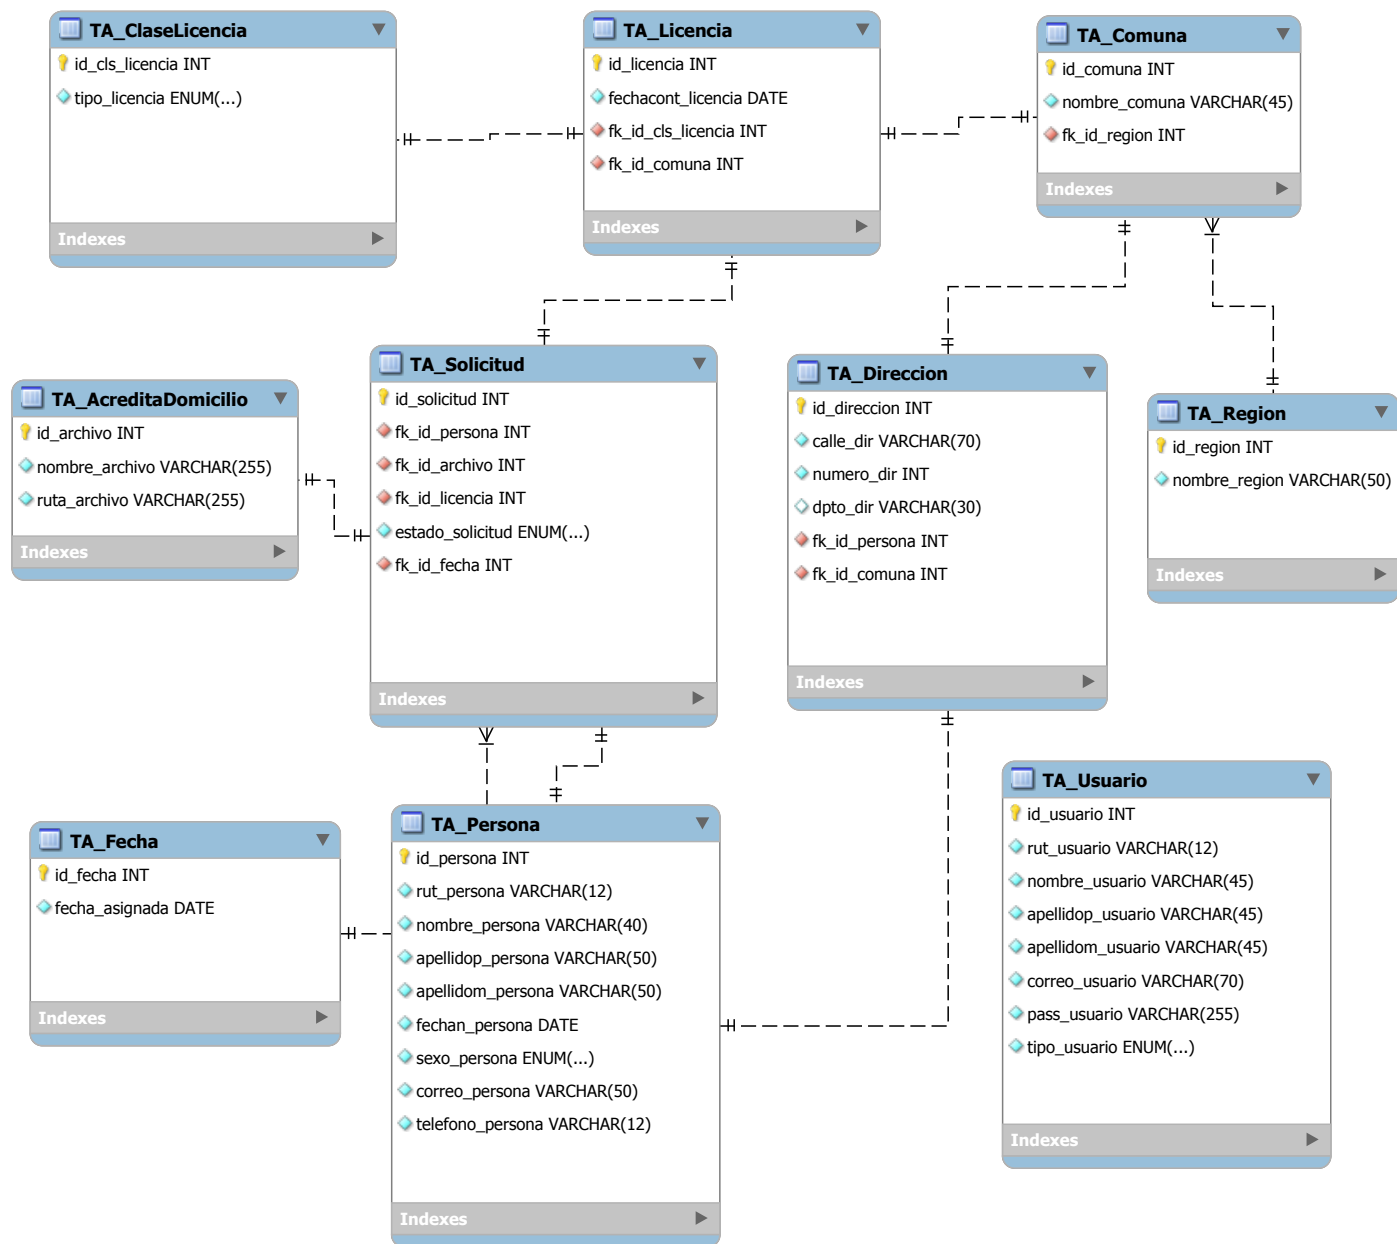 TA_ClaseLicencia
id_cls_licencia INT
tipo_licencia ENUM(...)
Indexes
TA_Licencia
id_licencia INT
fechacont_licencia DATE
fk_id_cls_licencia INT
fk_id_comuna INT
Indexes
TA_Comuna
id_comuna INT
nombre_comuna VARCHAR(45)
fk_id_region INT
Indexes
TA_AcreditaDomicilio
id_archivo INT
nombre_archivo VARCHAR(255)
ruta_archivo VARCHAR(255)
Indexes
TA_Solicitud
id_solicitud INT
fk_id_persona INT
fk_id_archivo INT
fk_id_licencia INT
estado_solicitud ENUM(...)
fk_id_fecha INT
Indexes
TA_Direccion
id_direccion INT
calle_dir VARCHAR(70)
numero_dir INT
dpto_dir VARCHAR(30)
fk_id_persona INT
fk_id_comuna INT
Indexes
TA_Region
id_region INT
nombre_region VARCHAR(50)
Indexes
TA_Fecha
id_fecha INT
fecha_asignada DATE
Indexes
TA_Persona
id_persona INT
rut_persona VARCHAR(12)
nombre_persona VARCHAR(40)
apellidop_persona VARCHAR(50)
apellidom_persona VARCHAR(50)
fechan_persona DATE
sexo_persona ENUM(...)
correo_persona VARCHAR(50)
telefono_persona VARCHAR(12)
Indexes
TA_Usuario
id_usuario INT
rut_usuario VARCHAR(12)
nombre_usuario VARCHAR(45)
apellidop_usuario VARCHAR(45)
apellidom_usuario VARCHAR(45)
correo_usuario VARCHAR(70)
pass_usuario VARCHAR(255)
tipo_usuario ENUM(...)
Indexes